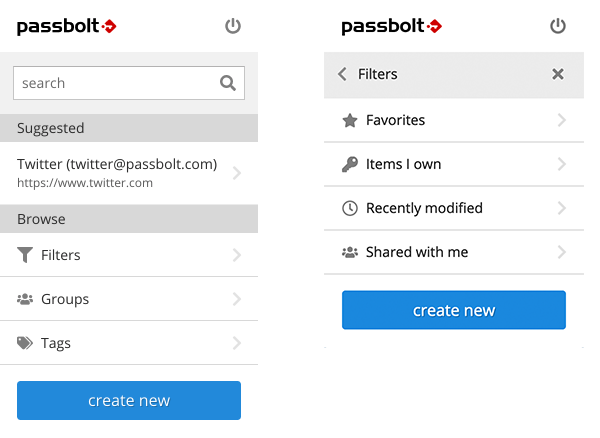 passbolt
search
Suggested
Twitter (twitter@passbolt.com)
https://www.twitter.com
Browse
Filters
Groups
Tags
create new
passbolt
Filters
Favorites
Items I own
Recently modified
Shared with me
create new